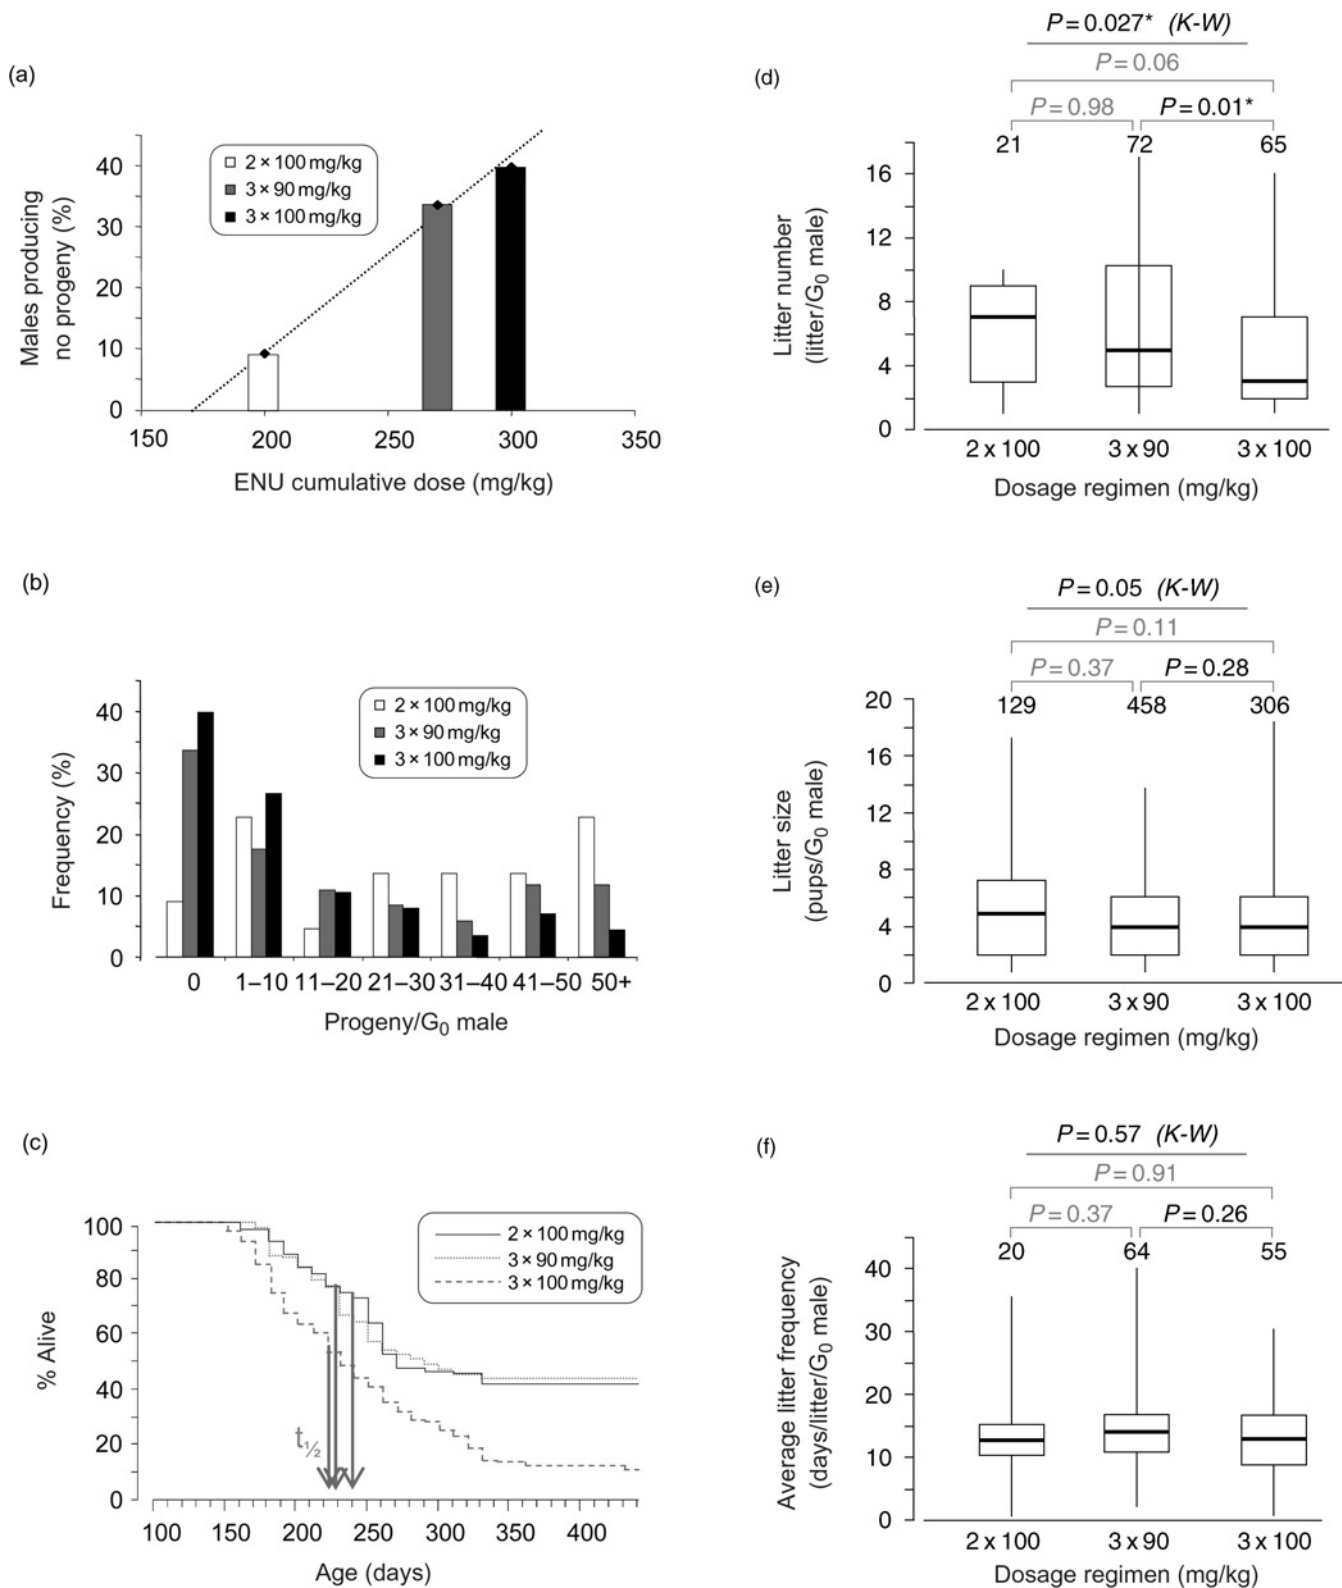 (a)
Males producing
no progeny (%)
40
30
20
10
0
2 × 100 mg/kg
3 × 90 mg/kg
3 × 100 mg/kg
150
200
250
300
350
ENU cumulative dose (mg/kg)
(b)
Frequency (%)
40
30
20
10
0
2 × 100 mg/kg
3 × 90 mg/kg
3 × 100 mg/kg
0
1–10
11–20
21–30
31–40
41–50
50+
Progeny/G0 male
(c)
% Alive
100
80
60
40
20
0
2 × 100 mg/kg
3 × 90 mg/kg
3 × 100 mg/kg
t½
100
150
200
250
300
350
400
Age (days)
(d)
P = 0.027* (K-W)
P = 0.06
P = 0.98
P = 0.01*
21
72
65
Litter number
(litter/G0 male)
16
12
8
4
0
2 x 100
3 x 90
3 x 100
Dosage regimen (mg/kg)
(e)
P = 0.05 (K-W)
P = 0.11
P = 0.37
P = 0.28
129
458
306
Litter size
(pups/G0 male)
20
16
12
8
4
0
2 x 100
3 x 90
3 x 100
Dosage regimen (mg/kg)
(f)
P = 0.57 (K-W)
P = 0.91
P = 0.37
P = 0.26
20
64
55
Average litter frequency
(days/litter/G0 male)
40
30
20
10
0
2 x 100
3 x 90
3 x 100
Dosage regimen (mg/kg)